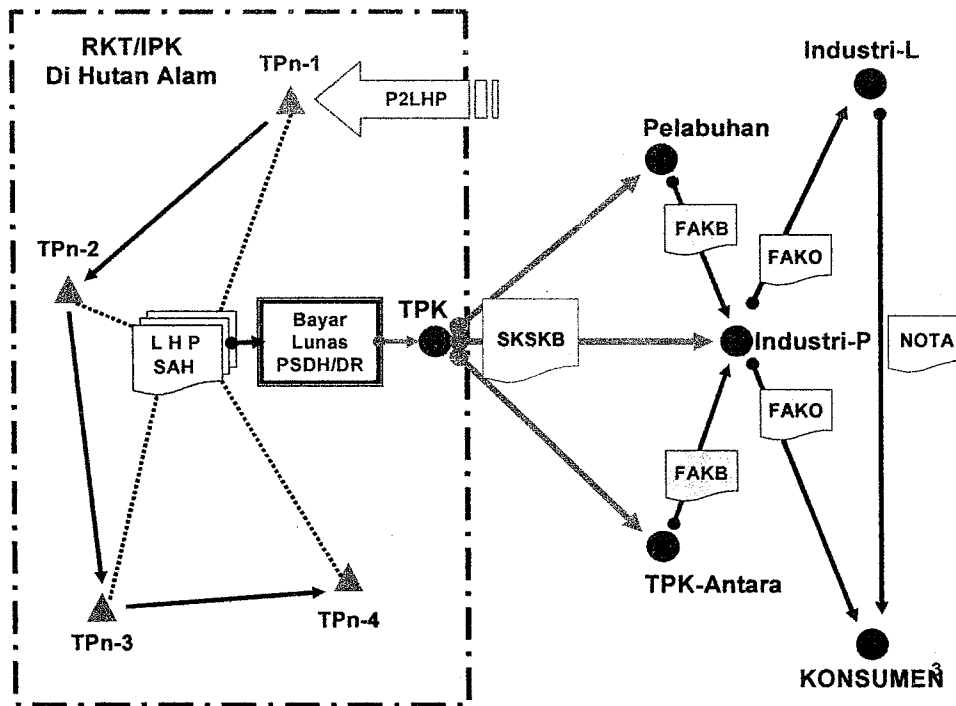 RKT/IPK
Di Hutan Alam
TPn-1
P2LHP
TPn-2
L H P
SAH
Bayar
Lunas
PSDH/DR
TPn-3
TPn-4
TPK
SKSKB
Pelabuhan
FAKB
Industri-L
FAKO
Industri-P
NOTA
FAKO
FAKB
TPK-Antara
KONSUMEN
3